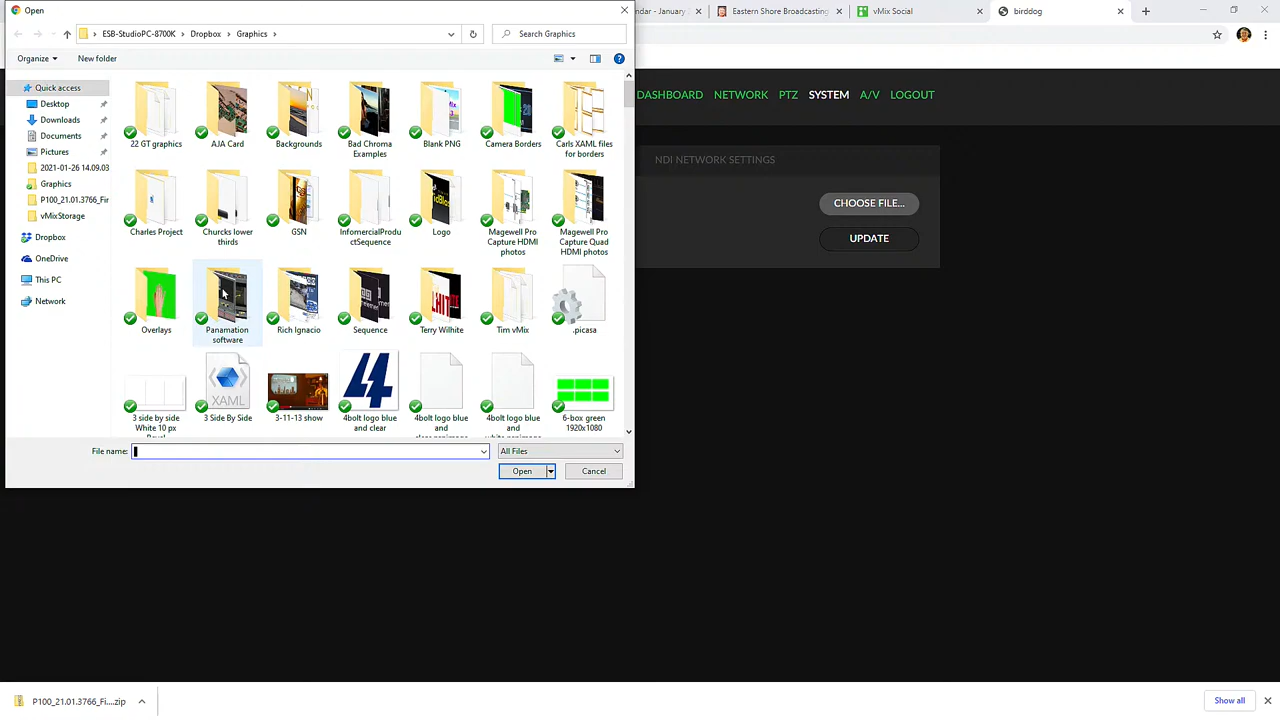 Open
ndar - January
Eastern Shore Broadcasting
vMix Social
birddog
ESB-StudioPC-8700K
Dropbox
Graphics
Search Graphics
Organize
New folder
DASHBOARD
NETWORK
PTZ
SYSTEM
A/V
LOGOUT
NDI NETWORK SETTINGS
CHOOSE FILE...
UPDATE
Quick access
Desktop
Downloads
Documents
Pictures
2021-01-26 14.09.03
Graphics
P100_21.01.3766_Fir
vMixStorage
Dropbox
OneDrive
This PC
Network
22 GT graphics
AJA Card
Backgrounds
Bad Chroma
Examples
Blank PNG
Camera Borders
Carls XAML files
for borders
Charles Project
Churcks lower
thirds
GSN
InfomercialProdu
ctSequence
Logo
Magewell Pro
Capture HDMI
photos
Magewell Pro
Capture Quad
HDMI photos
Overlays
Panamation
software
Rich Ignacio
Sequence
Terry Wilhite
Tim vMix
.picasa
XAML
3 side by side
White 10 px
3 Side By Side
3-11-13 show
4bolt logo blue
and clear
4bolt logo blue
4bolt logo blue
6-box green
1920x1080
File name:
All Files
Open
Cancel
P100_21.01.3766_Fi....zip
Show all